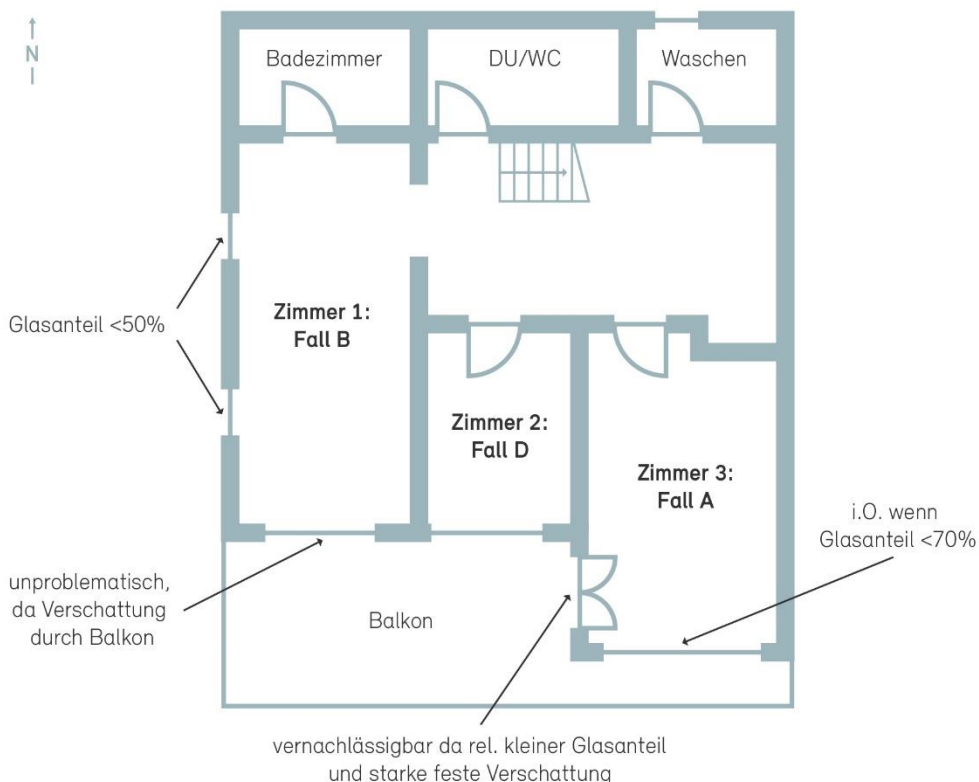 N
Badezimmer
DU/WC
Waschen
Glasanteil <50%
Zimmer 1:
Fall B
Zimmer 2:
Fall D
Zimmer 3:
Fall A
i.O. wenn
Glasanteil <70%
unproblematisch,
da Verschattung
durch Balkon
Balkon
vernachlässigbar da rel. kleiner Glasanteil
und starke feste Verschattung